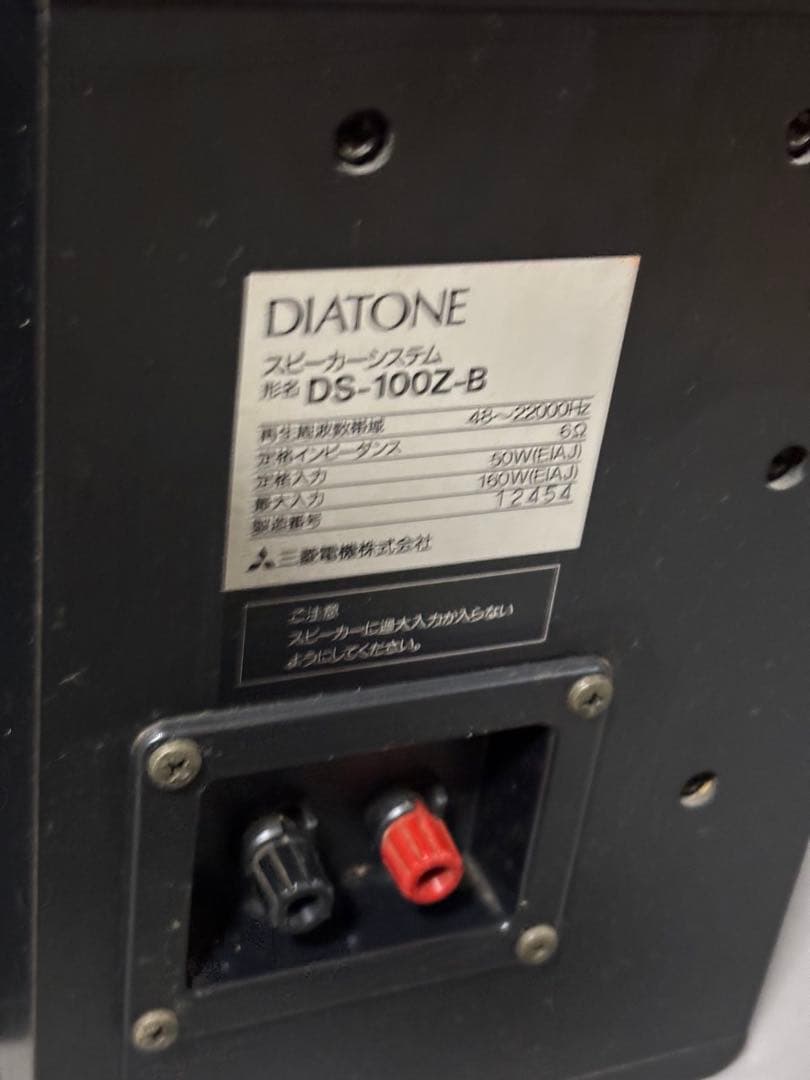 DIATONE
スピーカーシステム
形名 DS-100Z-B
再生周波数帯域 48～22000Hz
定格インピーダンス 6Ω
定格入力 50W(EIAJ)
最大入力 160W(EIAJ)
製造番号 12454
三菱電機株式会社
ご注意
スピーカーに過大入力が入らない
ようにしてください。